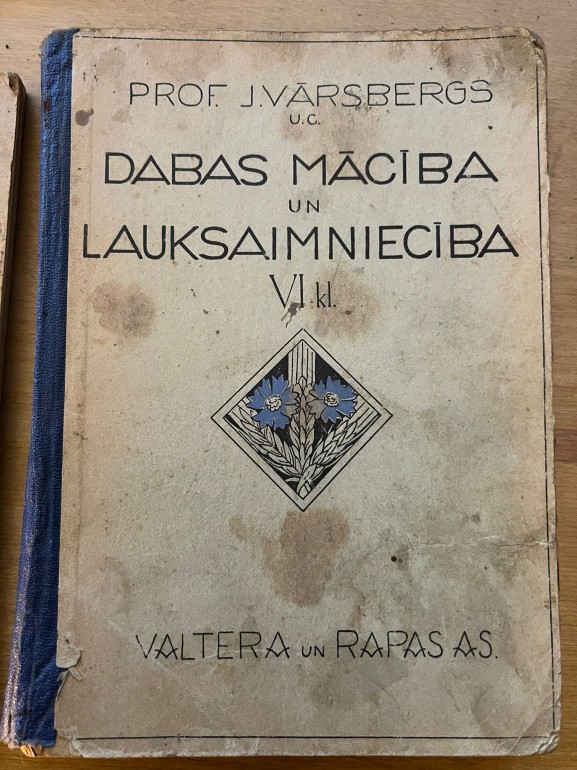 PROF. J. VĀRSBERGS
U.C.
DABAS MĀCĪBA
UN
LAUKSAIMNIECĪBA
VI kl.
VALTERA UN RAPAS AS.